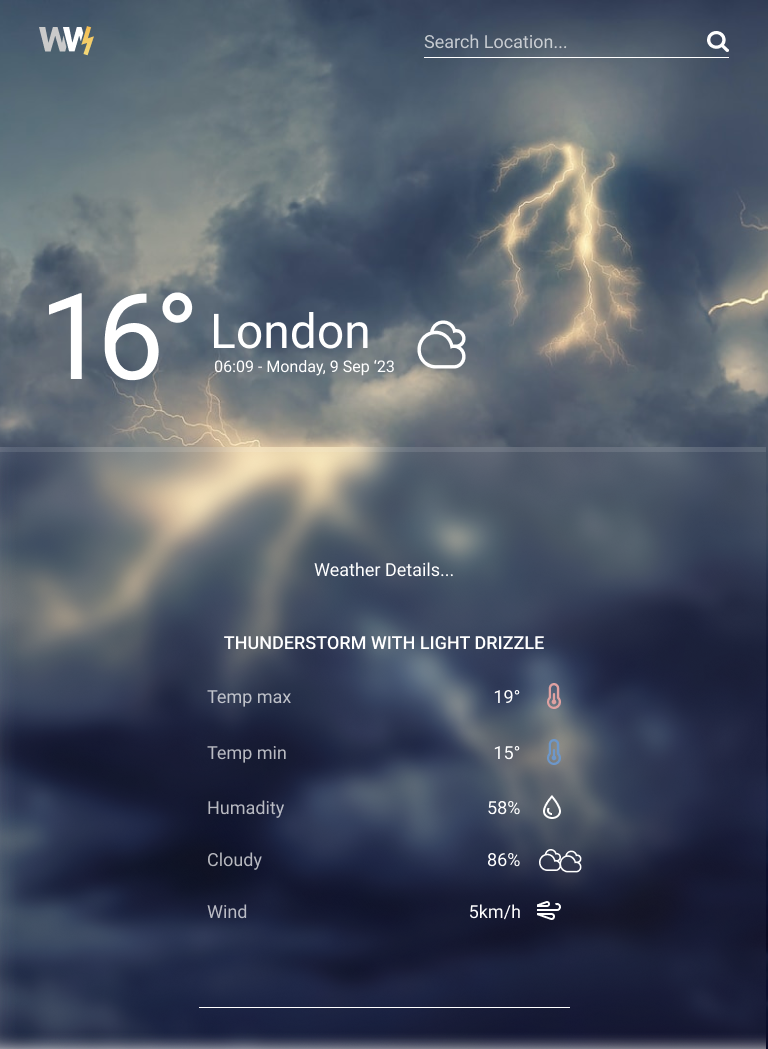 WW
Search Location...
16°
London
06:09 - Monday, 9 Sep ‘23
Weather Details...
THUNDERSTORM WITH LIGHT DRIZZLE
Temp max 19°
Temp min 15°
Humadity 58%
Cloudy 86%
Wind 5km/h